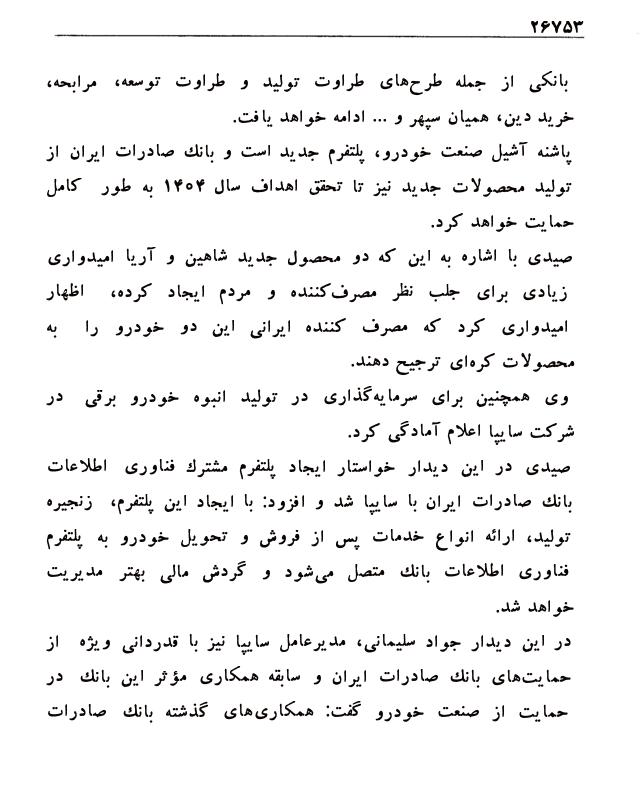 ۲۶۷۵۳
بانکی از جمله طرح‌های طراوت تولید و طراوت توسعه، مرابحه،
خرید دین، همیان سپهر و ... ادامه خواهد یافت.
پاشنه آشیل صنعت خودرو، پلتفرم جدید است و بانك صادرات ایران از
تولید محصولات جدید نیز تا تحقق اهداف سال ۱۴۰۴ به طور کامل
حمایت خواهد کرد.
صیدی با اشاره به این که دو محصول جدید شاهین و آریا امیدواری
زیادی برای جلب نظر مصرف‌کننده و مردم ایجاد کرده، اظهار
امیدواری کرد که مصرف کننده ایرانی این دو خودرو را به
محصولات کره‌ای ترجیح دهند.
وی همچنین برای سرمایه‌گذاری در تولید انبوه خودرو برقی در
شرکت سایپا اعلام آمادگی کرد.
صیدی در این دیدار خواستار ایجاد پلتفرم مشترك فناوری اطلاعات
بانك صادرات ایران با سایپا شد و افزود: با ایجاد این پلتفرم، زنجیره
تولید، ارائه انواع خدمات پس از فروش و تحویل خودرو به پلتفرم
فناوری اطلاعات بانك متصل می‌شود و گردش مالی بهتر مدیریت
خواهد شد.
در این دیدار جواد سلیمانی، مدیرعامل سایپا نیز با قدردانی ویژه از
حمایت‌های بانك صادرات ایران و سابقه همکاری مؤثر این بانك در
حمایت از صنعت خودرو گفت: همکاری‌های گذشته بانك صادرات